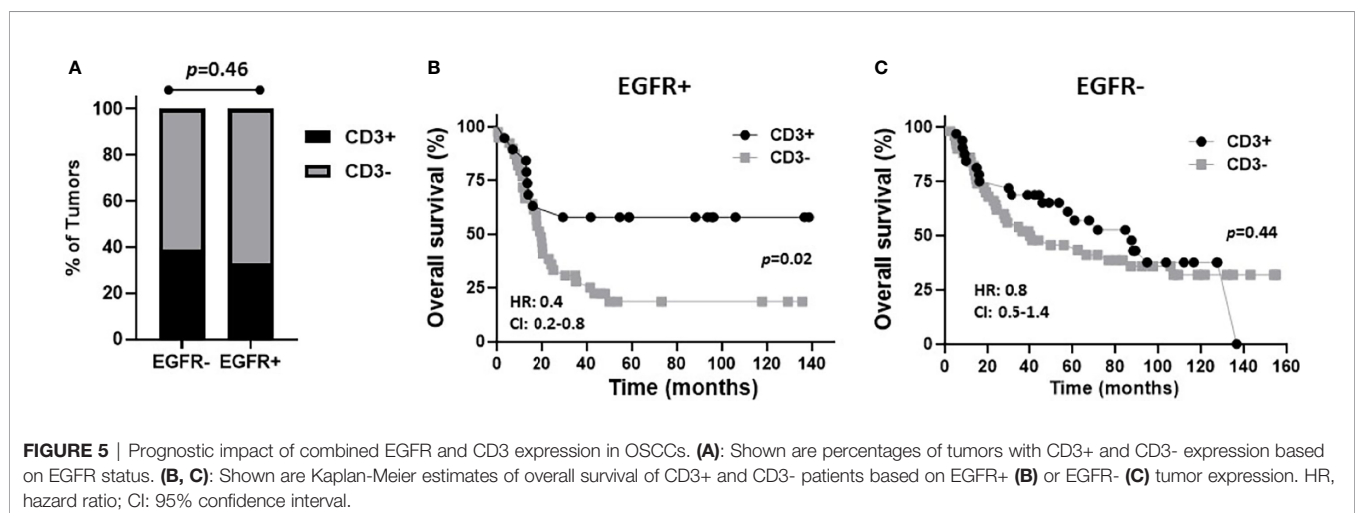 A
p=0.46
% of Tumors
100
80
60
40
20
0
EGFR- EGFR+
CD3+
CD3-
B
EGFR+
Overall survival (%)
100
75
50
25
0
CD3+
CD3-
p=0.02
HR: 0.4
CI: 0.2-0.8
0 20 40 60 80 100 120 140
Time (months)
C
EGFR-
Overall survival (%)
100
75
50
25
0
CD3+
CD3-
p=0.44
HR: 0.8
CI: 0.5-1.4
0 20 40 60 80 100 120 140 160
Time (months)
FIGURE 5 | Prognostic impact of combined EGFR and CD3 expression in OSCCs. (A): Shown are percentages of tumors with CD3+ and CD3- expression based
on EGFR status. (B, C): Shown are Kaplan-Meier estimates of overall survival of CD3+ and CD3- patients based on EGFR+ (B) or EGFR- (C) tumor expression. HR,
hazard ratio; CI: 95% confidence interval.